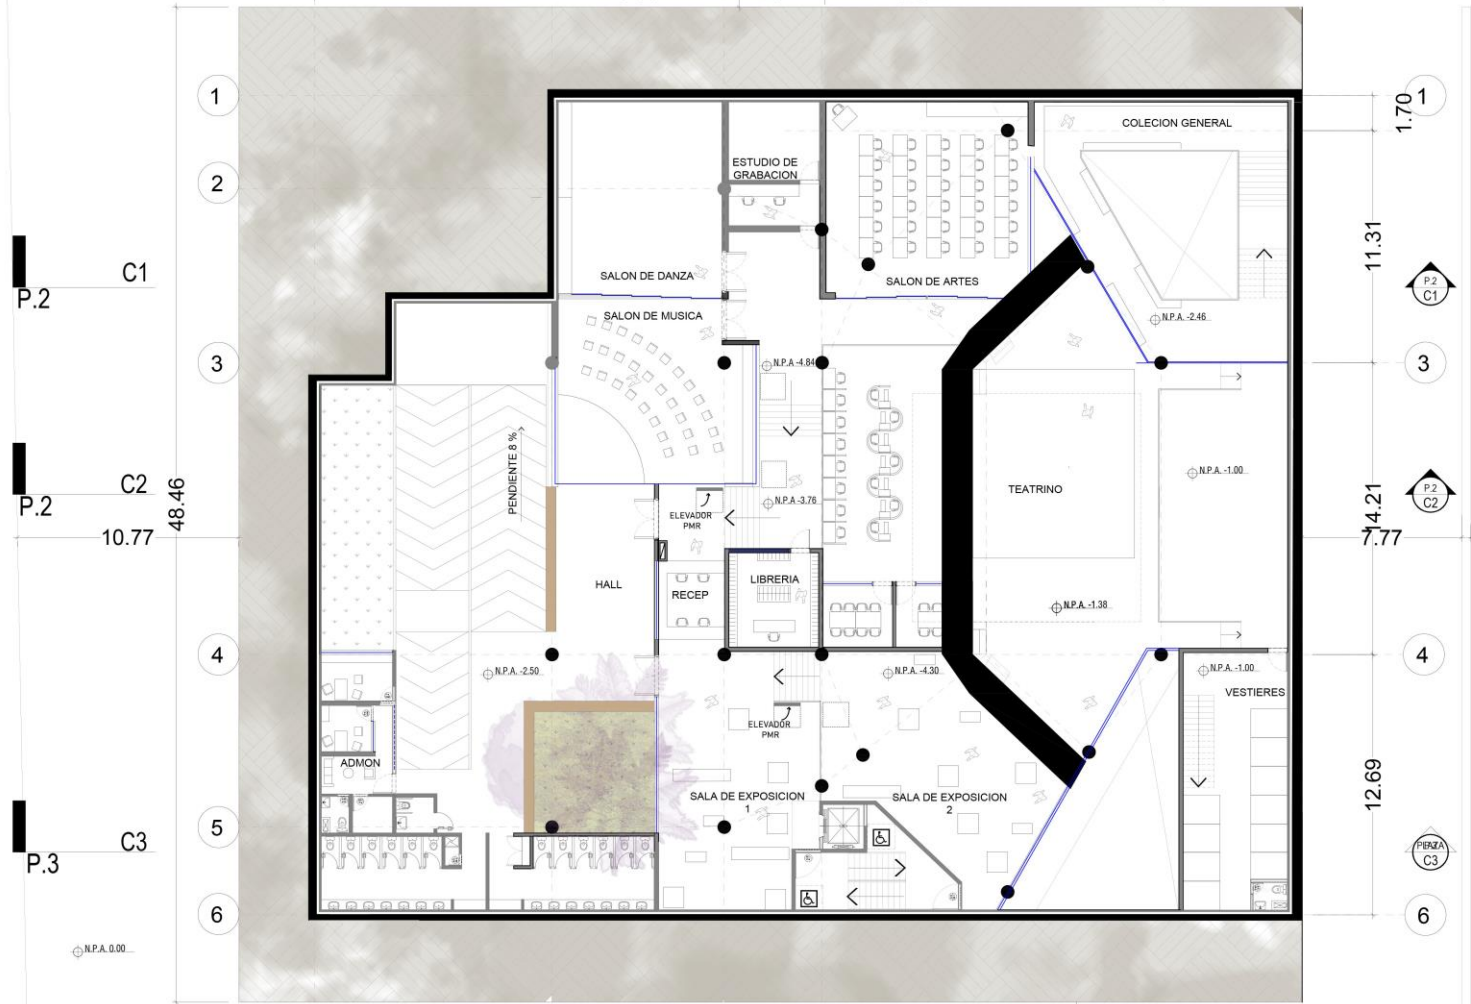 1
1
1.70
COLECION GENERAL
ESTUDIO DE
GRABACION
2
11.31
C1
P.2
SALON DE DANZA
SALON DE ARTES
P.2
C1
SALON DE MUSICA
N.P.A. -2.46
3
N.P.A -4.84
3
PENDIENTE 8 %
C2
P.2
48.46
10.77
TEATRINO
N.P.A. -1.00
P.2
C2
14.21
7.77
ELEVADOR
PMR
N.P.A -3.76
HALL
RECEP
LIBRERIA
N.P.A. -1.38
4
4
N.P.A. -2.50
N.P.A. -4.30
N.P.A. -1.00
VESTIERES
ELEVADOR
PMR
ADMON
SALA DE EXPOSICION
1
SALA DE EXPOSICION
2
12.69
5
C3
P.3
C3
6
6
N.P.A. 0.00